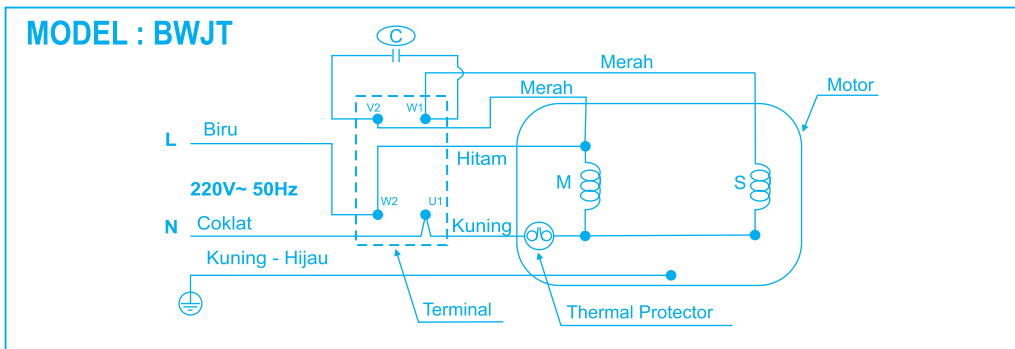 MODEL : BWJT
C
Merah
Merah
Motor
V2
W1
L
Biru
Hitam
M
S
220V~ 50Hz
W2
U1
N
Coklat
Kuning
Kuning - Hijau
Terminal
Thermal Protector